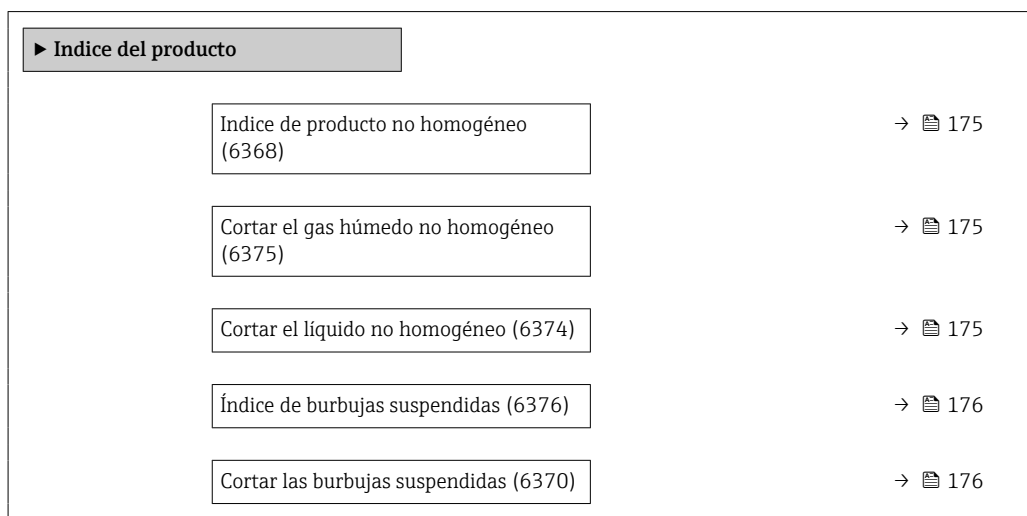 ▶ Indice del producto
Indice de producto no homogéneo → 175
(6368)
Cortar el gas húmedo no homogéneo → 175
(6375)
Cortar el líquido no homogéneo (6374) → 175
Índice de burbujas suspendidas (6376) → 176
Cortar las burbujas suspendidas (6370) → 176